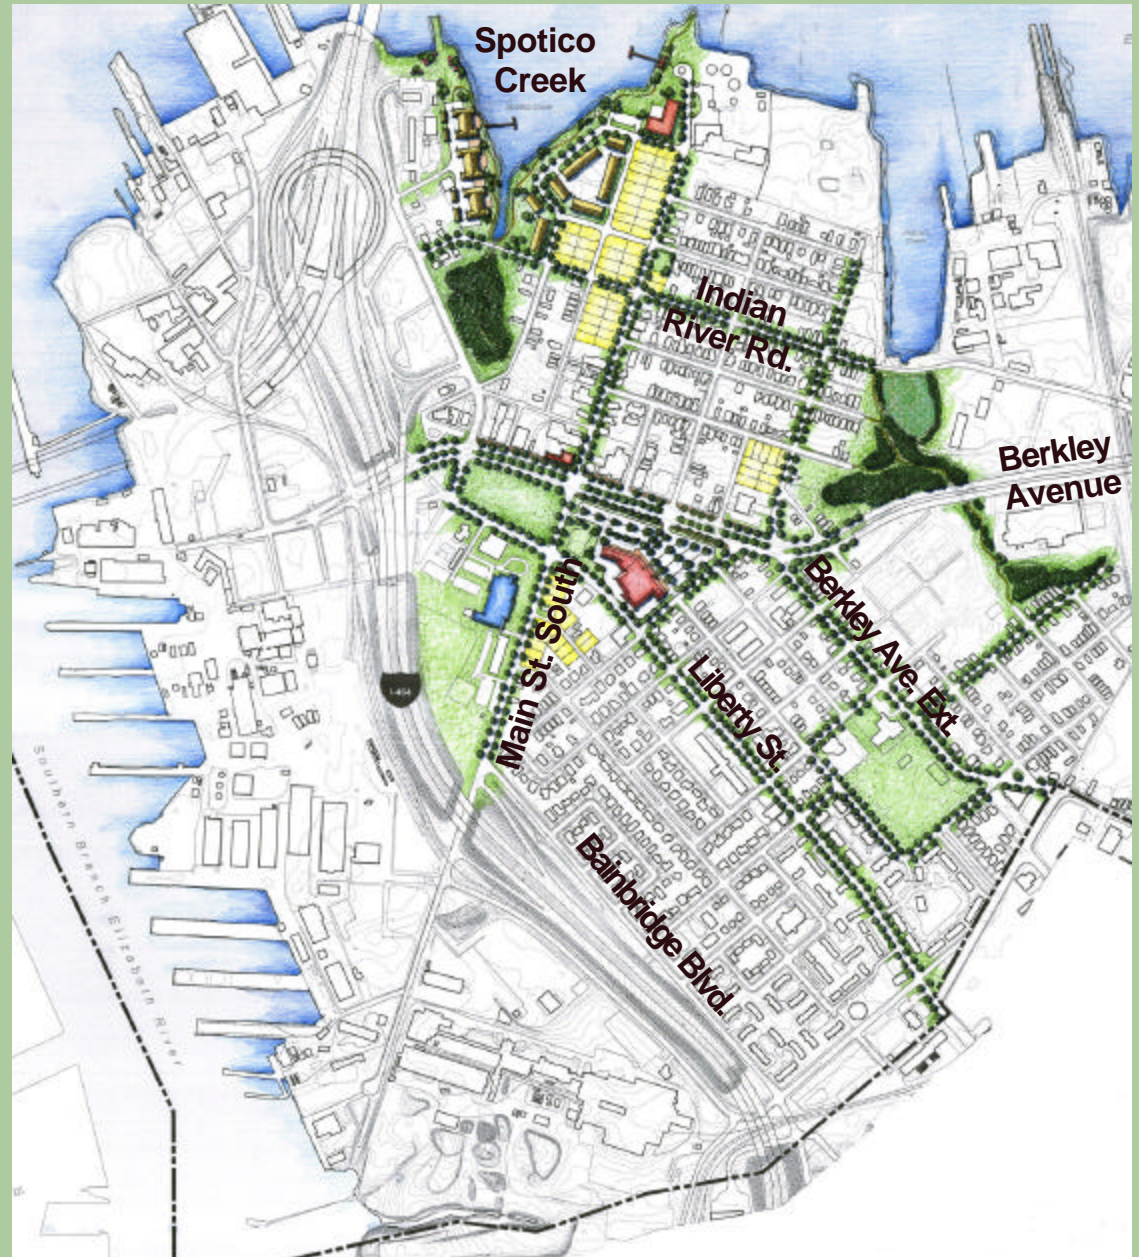 Spotico
Creek
Indian
River Rd.
Berkley
Avenue
Berkley Ave. Ext.
Main St. South
Liberty St.
I-464
Bainbridge Blvd.
Southern Branch Elizabeth River